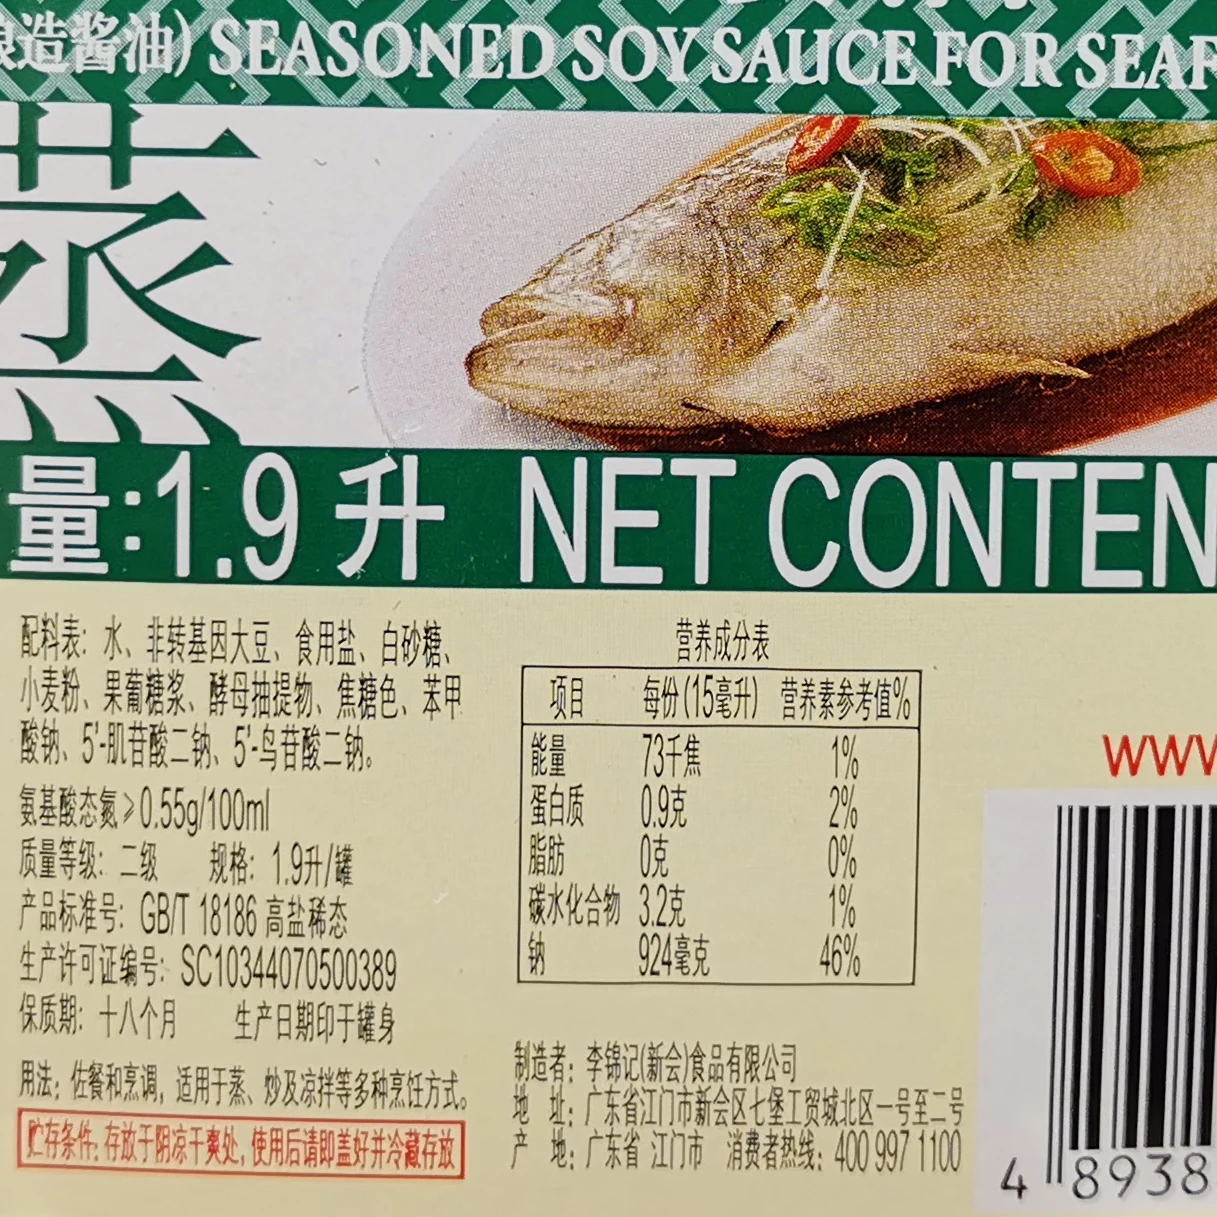 酿造酱油) SEASONED SOY SAUCE FOR SEAF
蒸
量:1.9 升 NET CONTEN
配料表: 水、非转基因大豆、食用盐、白砂糖、
小麦粉、果葡糖浆、酵母抽提物、焦糖色、苯甲
酸钠、5'-肌苷酸二钠、5'-鸟苷酸二钠。
氨基酸态氮≥0.55g/100ml
质量等级: 二级 规格: 1.9升/罐
产品标准号: GB/T 18186 高盐稀态
生产许可证编号: SC10344070500389
保质期: 十八个月 生产日期印于罐身
用法: 佐餐和烹调, 适用于蒸、炒及凉拌等多种烹饪方式。
贮存条件: 存放于阴凉干爽处, 使用后请即盖好并冷藏存放
营养成分表
项目 每份(15毫升) 营养素参考值%
能量 73千焦 1%
蛋白质 0.9克 2%
脂肪 0克 0%
碳水化合物 3.2克 1%
钠 924毫克 46%
制造者: 李锦记(新会)食品有限公司
地 址: 广东省江门市新会区七堡工贸城北区一号至二号
产 地: 广东省 江门市 消费者热线: 400 997 1100
WWW
4 8938